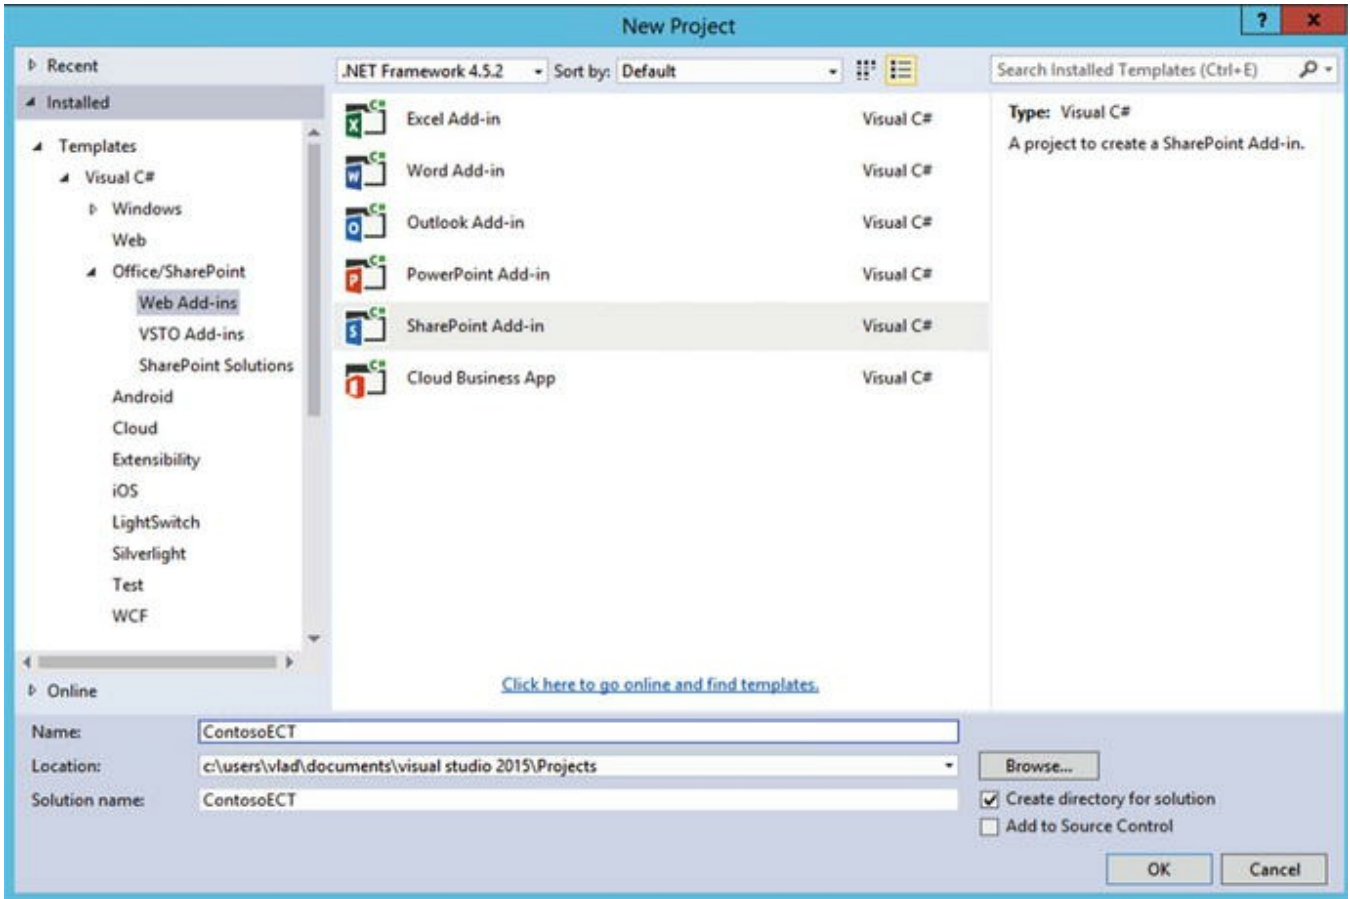 New Project
?
x
Recent
Installed
Templates
Visual C#
Windows
Web
Office/SharePoint
Web Add-ins
VSTO Add-ins
SharePoint Solutions
Android
Cloud
Extensibility
iOS
LightSwitch
Silverlight
Test
WCF
Online
.NET Framework 4.5.2 Sort by: Default
C# X Excel Add-in Visual C#
C# W Word Add-in Visual C#
C# O Outlook Add-in Visual C#
C# P PowerPoint Add-in Visual C#
C# S SharePoint Add-in Visual C#
C# Cloud Business App Visual C#
Click here to go online and find templates.
Search Installed Templates (Ctrl+E)
Type: Visual C#
A project to create a SharePoint Add-in.
Name: ContosoECT
Location: c:\users\vlad\documents\visual studio 2015\Projects
Browse...
Solution name: ContosoECT
Create directory for solution
Add to Source Control
OK Cancel